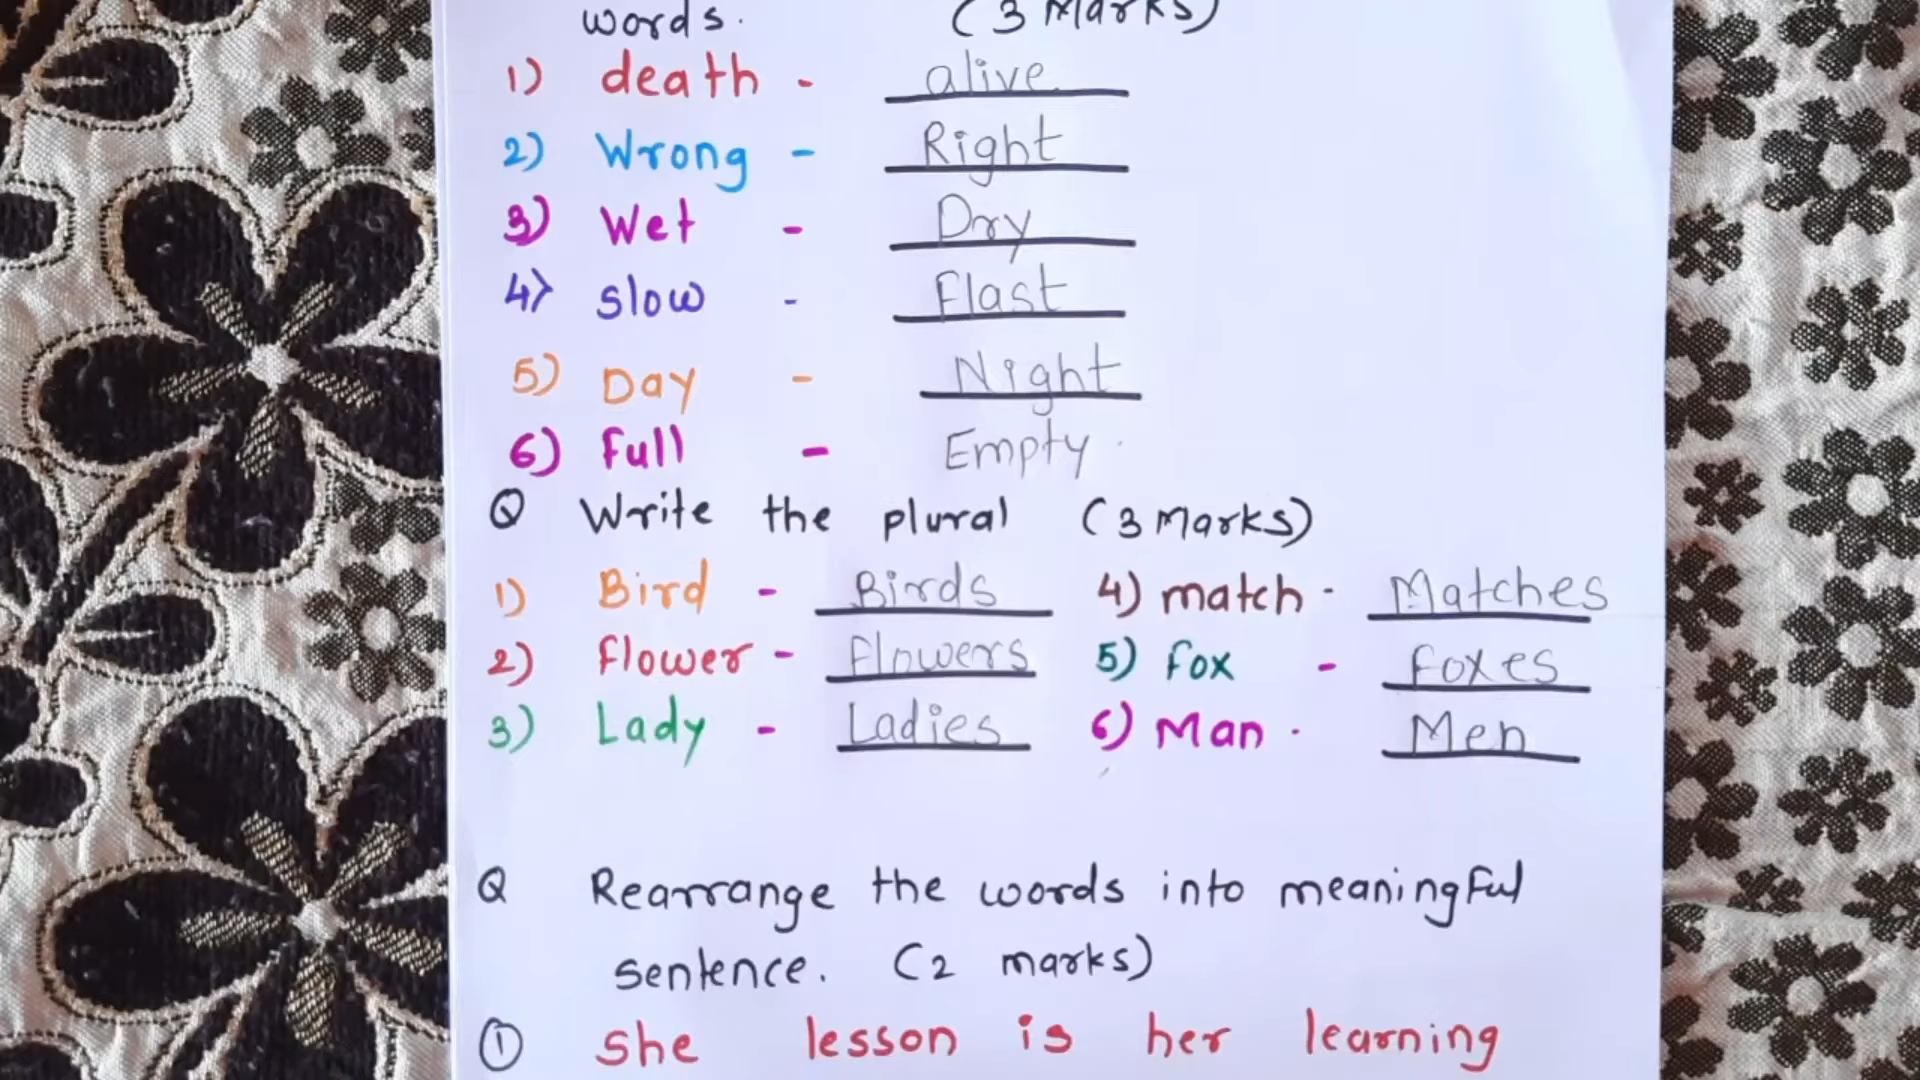 words. (3 Marks)
1) death - alive
2) Wrong - Right
3) Wet - Dry
4) slow - Flast
5) Day - Night
6) Full - Empty.
Q Write the plural (3 Marks)
1) Bird - Birds 4) match - Matches
2) Flower - Flowers 5) Fox - Foxes
3) Lady - Ladies 6) Man - Men
Q Rearrange the words into meaningful
sentence. (2 marks)
① she lesson is her learning